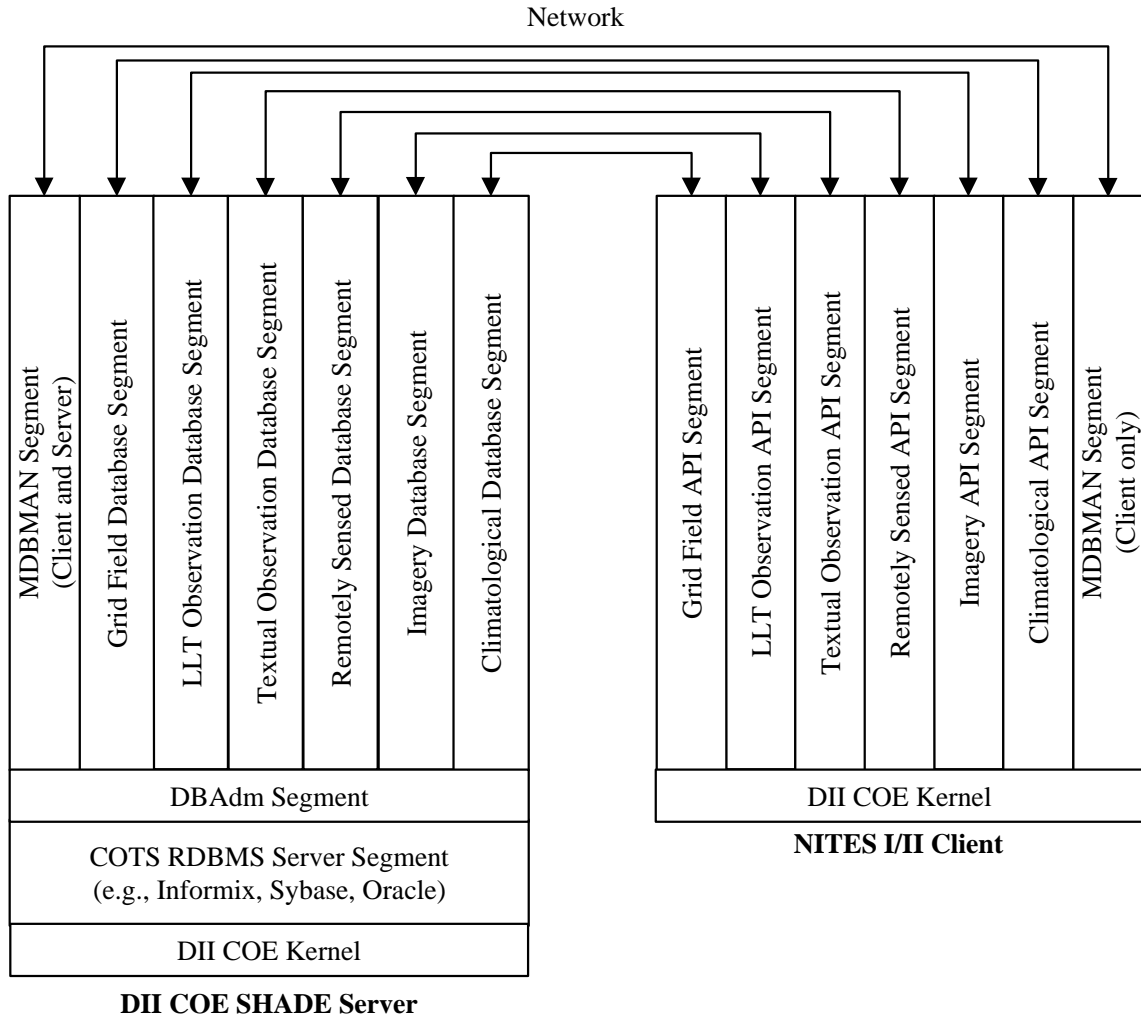 Network
MDBMAN Segment
(Client and Server)
Grid Field Database Segment
LLT Observation Database Segment
Textual Observation Database Segment
Remotely Sensed Database Segment
Imagery Database Segment
Climatological Database Segment
Grid Field API Segment
LLT Observation API Segment
Textual Observation API Segment
Remotely Sensed API Segment
Imagery API Segment
Climatological API Segment
MDBMAN Segment
(Client only)
DBAdm Segment
COTS RDBMS Server Segment
(e.g., Informix, Sybase, Oracle)
DII COE Kernel
DII COE SHADE Server
DII COE Kernel
NITES I/II Client